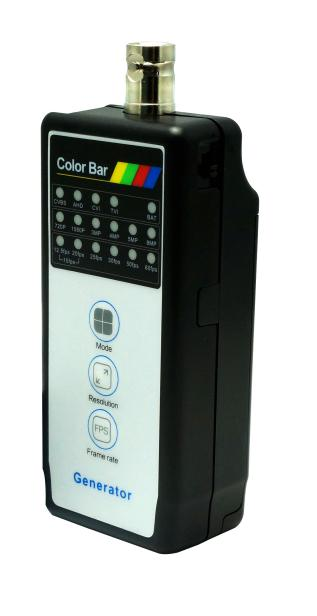 Color Bar
CVBS AHD CVI TVI BAT
720P 1080P 3MP 4MP 5MP 8MP
12.5fps 20fps 25fps 30fps 50fps 60fps
15fps
Mode
Resolution
FPS
Frame rate
Generator